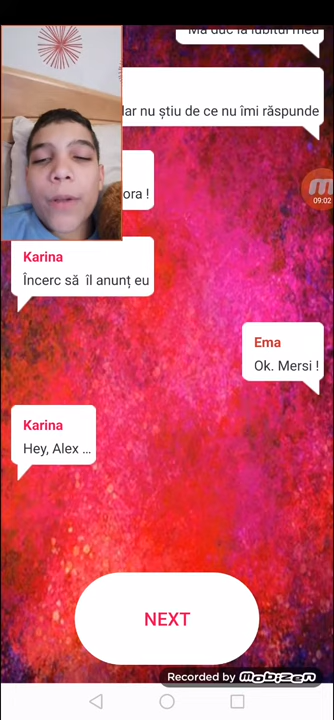 Mă duc la iubitul meu
dar nu știu de ce nu îmi răspunde
ora !
09:02
Karina
Încerc să îl anunț eu
Ema
Ok. Mersi !
Karina
Hey, Alex ...
NEXT
Recorded by mobizen